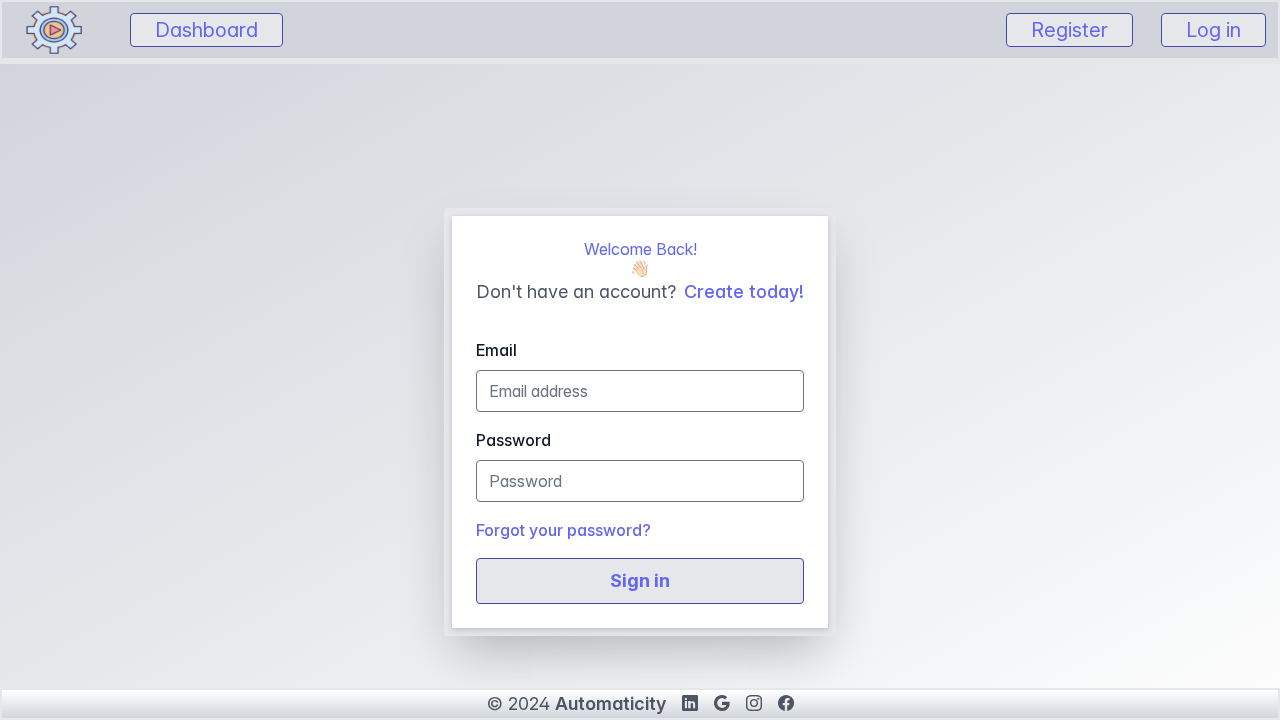 Dashboard
Register
Log in
Welcome Back!
👋🏻
Don't have an account? Create today!
Email
Email address
Password
Password
Forgot your password?
Sign in
© 2024 Automaticity